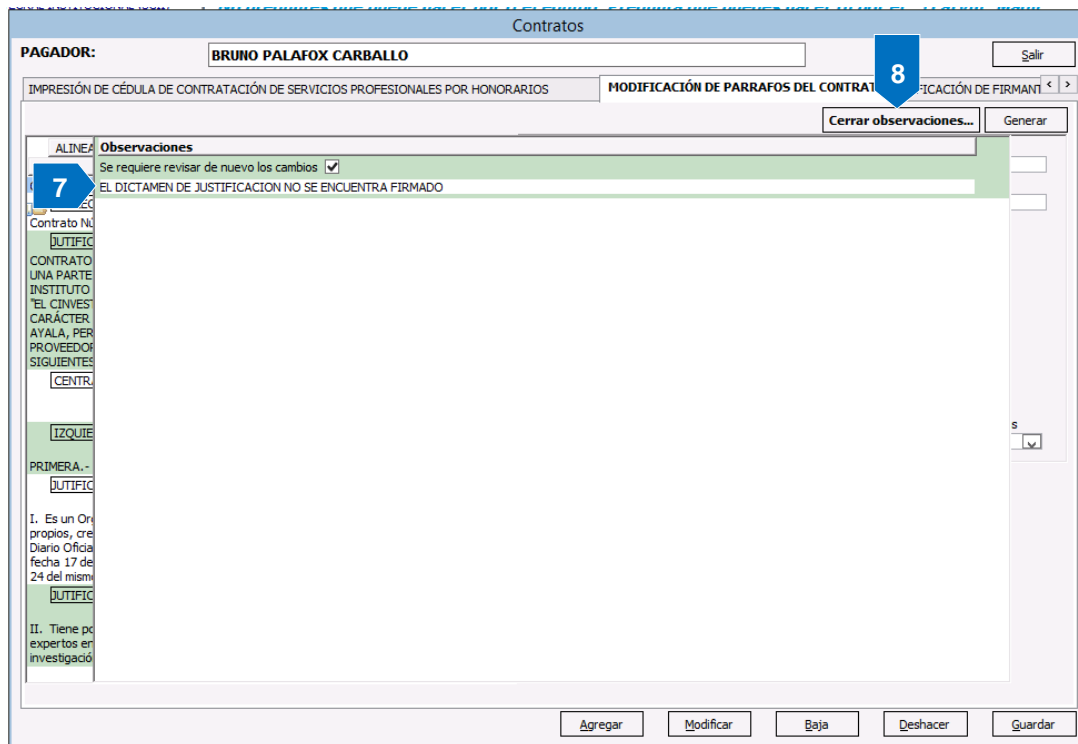 Contratos
PAGADOR: BRUNO PALAFOX CARBALLO Salir
IMPRESIÓN DE CÉDULA DE CONTRATACIÓN DE SERVICIOS PROFESIONALES POR HONORARIOS MODIFICACIÓN DE PARRAFOS DEL CONTRAT FICACIÓN DE FIRMANT < >
8
Cerrar observaciones... Generar
ALINEA Observaciones
Se requiere revisar de nuevo los cambios
7 EL DICTAMEN DE JUSTIFICACION NO SE ENCUENTRA FIRMADO
Contrato Nú
JUTIFIC
CONTRATO
UNA PARTE
INSTITUTO
"EL CINVEST
CARÁCTER
AYALA, PER
PROVEEDOR
SIGUIENTES
CENTRA
s
IZQUIE
PRIMERA.-
JUTIFIC
I. Es un Org
propios, cre
Diario Oficia
fecha 17 de
24 del mismo
JUTIFIC
II. Tiene po
expertos en
investigació
Agregar Modificar Baja Deshacer Guardar